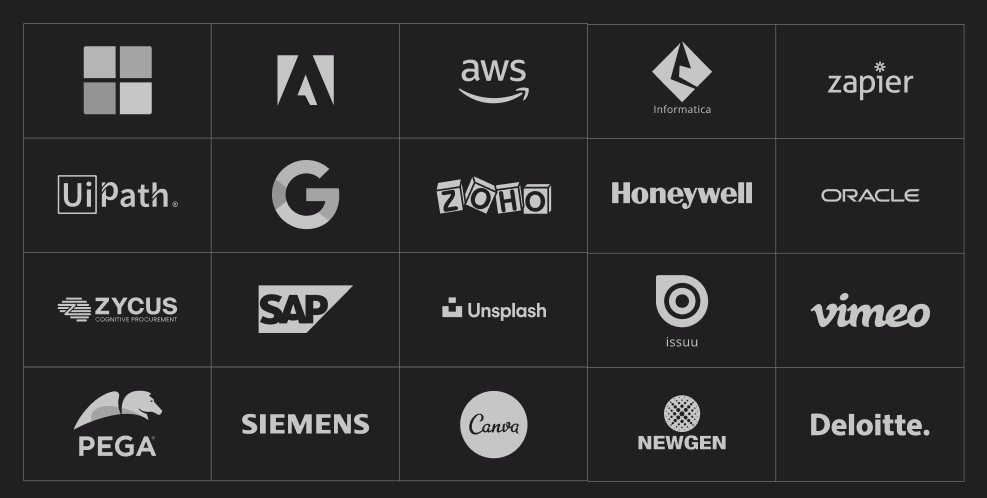 aws
Informatica
zapier
UiPath®
G
ZOHO
Honeywell
ORACLE
ZYCUS
COGNITIVE PROCUREMENT
SAP
Unsplash
issuu
vimeo
PEGA
SIEMENS
Canva
NEWGEN
Deloitte.